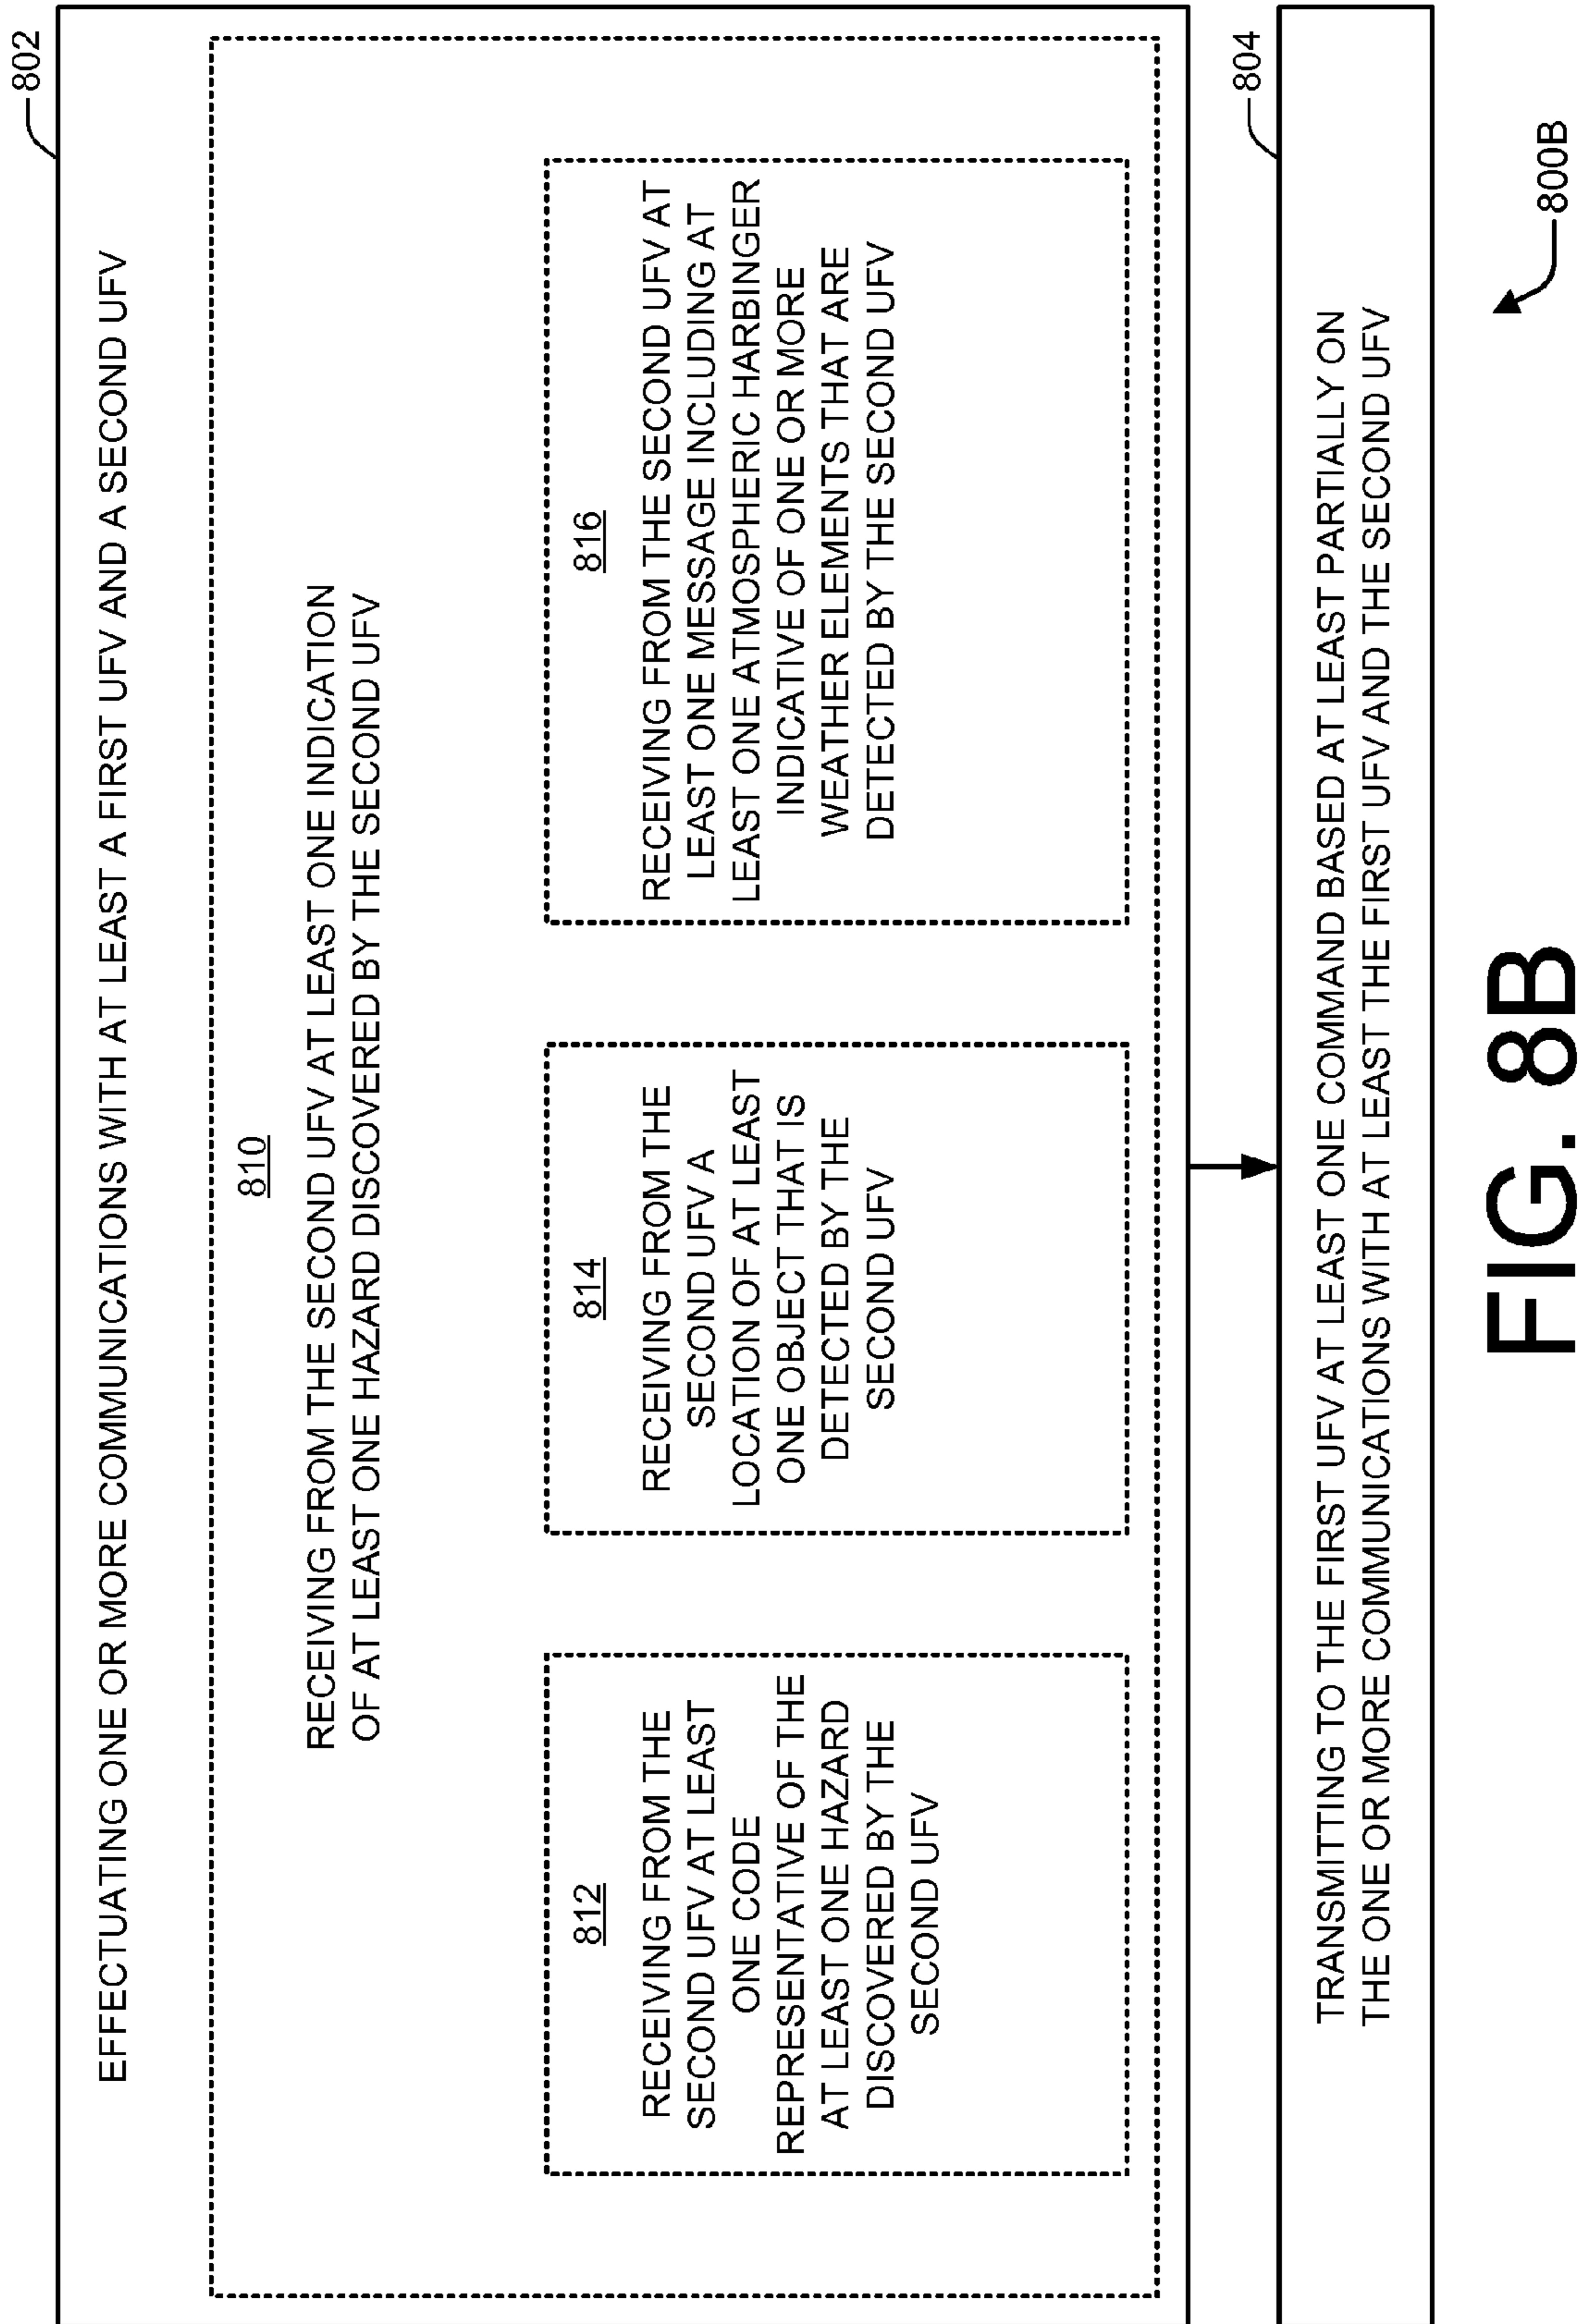 802
EFFECTUATING ONE OR MORE COMMUNICATIONS WITH AT LEAST A FIRST UFV AND A SECOND UFV
810
RECEIVING FROM THE SECOND UFV AT LEAST ONE INDICATION
OF AT LEAST ONE HAZARD DISCOVERED BY THE SECOND UFV
812
RECEIVING FROM THE
SECOND UFV AT LEAST
ONE CODE
REPRESENTATIVE OF THE
AT LEAST ONE HAZARD
DISCOVERED BY THE
SECOND UFV
814
RECEIVING FROM THE
SECOND UFV A
LOCATION OF AT LEAST
ONE OBJECT THAT IS
DETECTED BY THE
SECOND UFV
816
RECEIVING FROM THE SECOND UFV AT
LEAST ONE MESSAGE INCLUDING AT
LEAST ONE ATMOSPHERIC HARBINGER
INDICATIVE OF ONE OR MORE
WEATHER ELEMENTS THAT ARE
DETECTED BY THE SECOND UFV
804
TRANSMITTING TO THE FIRST UFV AT LEAST ONE COMMAND BASED AT LEAST PARTIALLY ON
THE ONE OR MORE COMMUNICATIONS WITH AT LEAST THE FIRST UFV AND THE SECOND UFV
800B
FIG. 8B